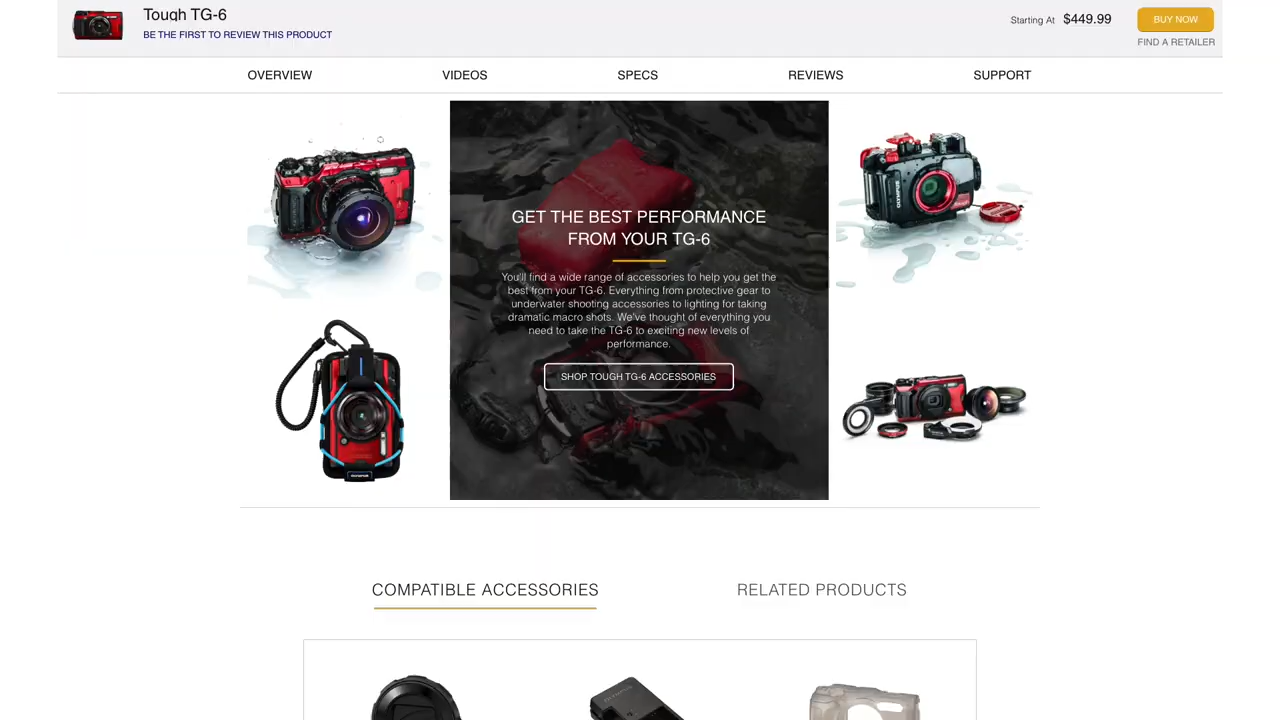 Tough TG-6
BE THE FIRST TO REVIEW THIS PRODUCT
Starting At $449.99
BUY NOW
FIND A RETAILER
OVERVIEW
VIDEOS
SPECS
REVIEWS
SUPPORT
GET THE BEST PERFORMANCE
FROM YOUR TG-6
You'll find a wide range of accessories to help you get the
best from your TG-6. Everything from protective gear to
underwater shooting accessories to lighting for taking
dramatic macro shots. We've thought of everything you
need to take the TG-6 to exciting new levels of
performance.
SHOP TOUGH TG-6 ACCESSORIES
OLYMPUS
OLYMPUS
COMPATIBLE ACCESSORIES
RELATED PRODUCTS
OLYMPUS